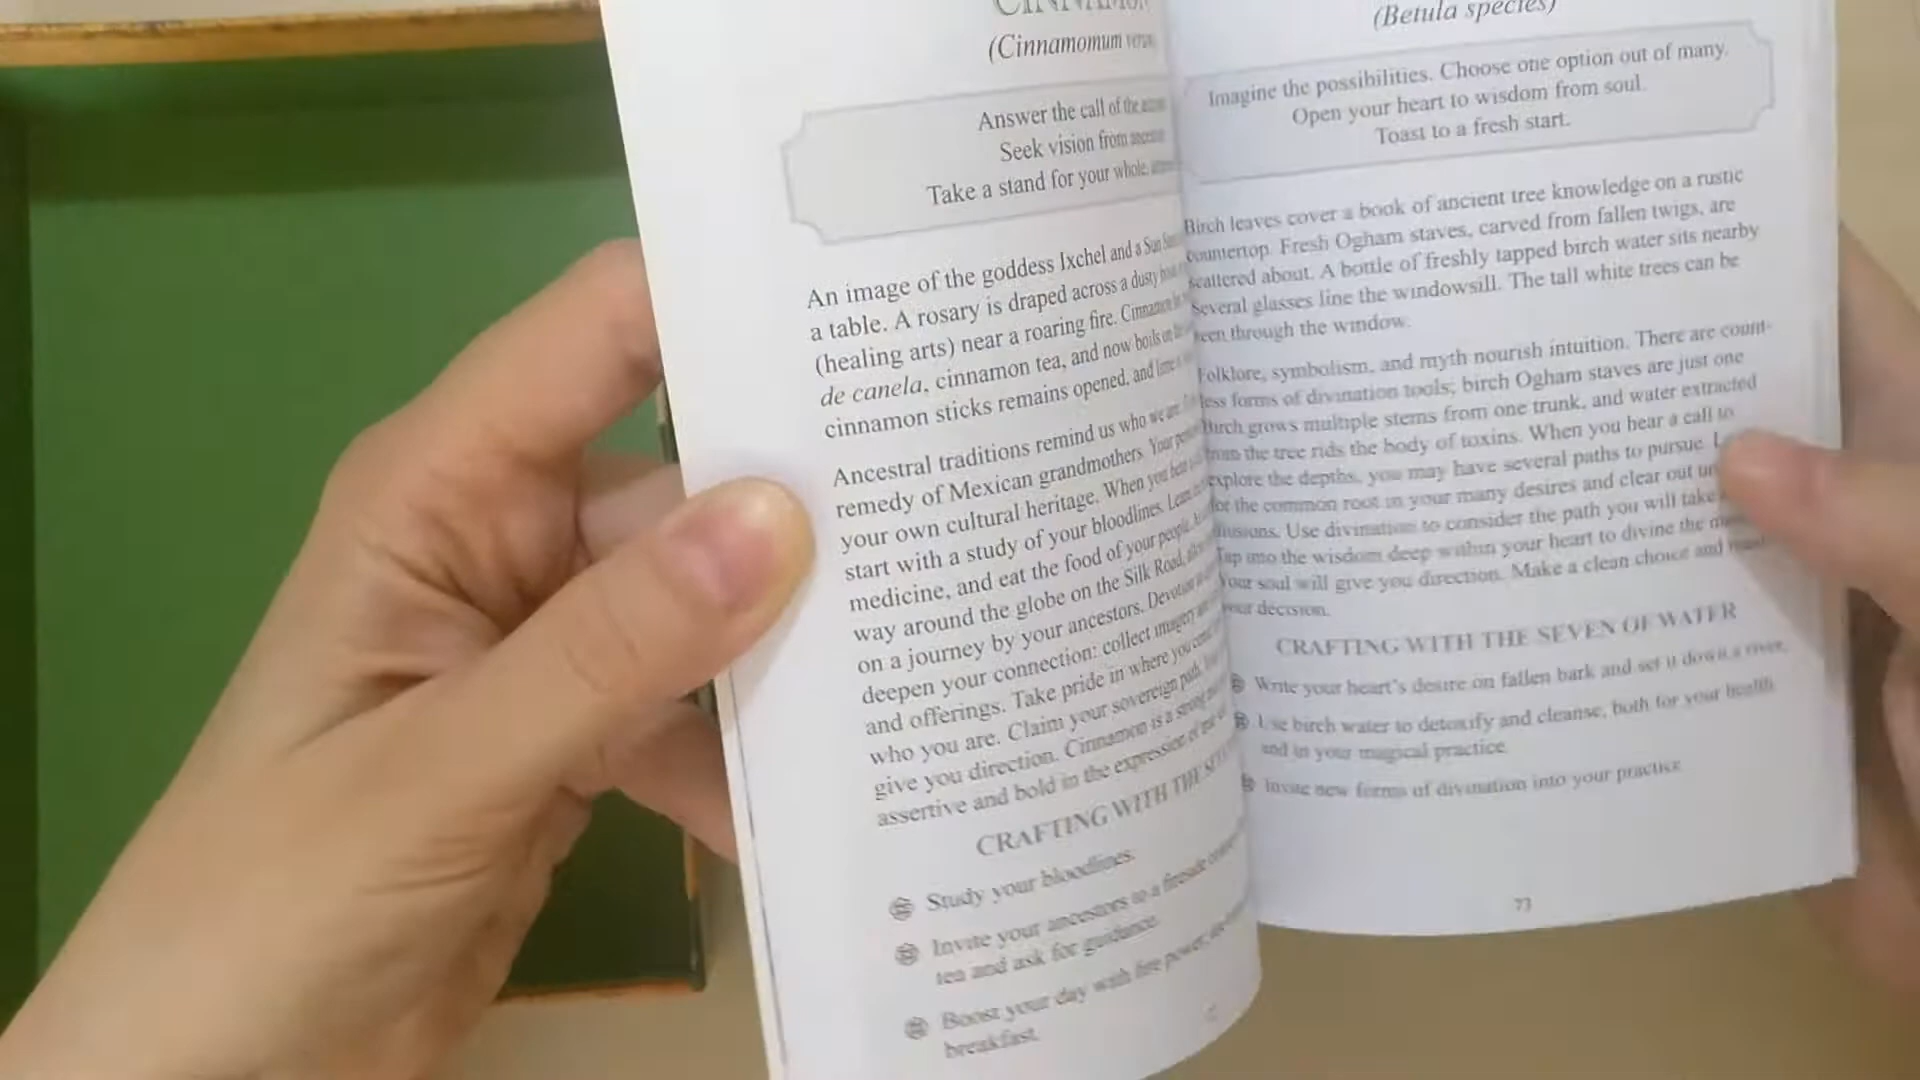 CINNAMON
(Cinnamomum
Answer the call of the
Seek vision from
Take a stand for your whole,
An image of the goddess Ixchel and a Sun
a table. A rosary is draped across a dusty
(healing arts) near a roaring fire. Cinnamon
de canela, cinnamon tea, and now boils on the
cinnamon sticks remains opened, and
Ancestral traditions remind us who we are.
remedy of Mexican grandmothers. Your
your own cultural heritage. When you hear
start with a study of your bloodlines. Learn
medicine, and eat the food of your people.
way around the globe on the Silk Road,
on a journey by your ancestors. Devotion
deepen your connection: collect imagery
and offerings. Take pride in where you come
who you are. Claim your sovereign path.
give you direction. Cinnamon is a strong
assertive and bold in the expression of
CRAFTING WITH THE
Study your bloodlines.
Invite your ancestors to a fireside
tea and ask for guidance.
Boost your day with fire power,
breakfast.
(Betula species)
Imagine the possibilities. Choose one option out of many.
Open your heart to wisdom from soul.
Toast to a fresh start.
Birch leaves cover a book of ancient tree knowledge on a rustic
countertop. Fresh Ogham staves, carved from fallen twigs, are
scattered about. A bottle of freshly tapped birch water sits nearby
Several glasses line the windowsill. The tall white trees can be
seen through the window.
Folklore, symbolism, and myth nourish intuition. There are count-
less forms of divination tools; birch Ogham staves are just one
Birch grows multiple stems from one trunk, and water extracted
from the tree rids the body of toxins. When you hear a call to
explore the depths, you may have several paths to pursue.
for the common root in your many desires and clear out
illusions. Use divination to consider the path you will take
Tap into the wisdom deep within your heart to divine the
Your soul will give you direction. Make a clean choice and
your decision.
CRAFTING WITH THE SEVEN OF WATER
Write your heart's desire on fallen bark and set it down a river.
Use birch water to detoxify and cleanse, both for your health
and in your magical practice.
Invite new forms of divination into your practice.
73